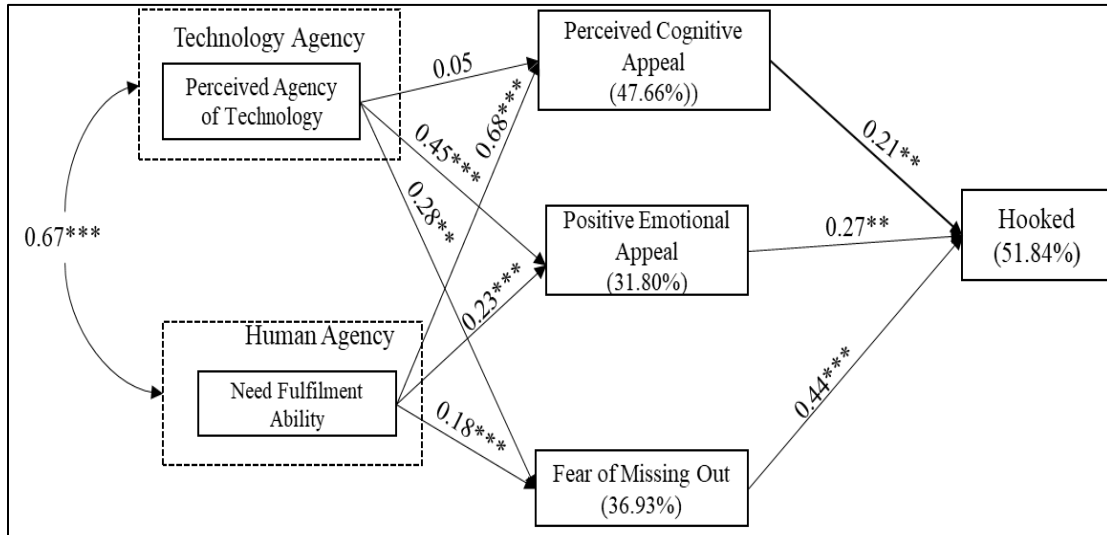 Technology Agency
Perceived Agency
of Technology
0.67***
Human Agency
Need Fulfilment
Ability
0.05
0.45***
0.28**
0.68***
0.23***
0.18***
Perceived Cognitive
Appeal
(47.66%))
Positive Emotional
Appeal
(31.80%)
Fear of Missing Out
(36.93%)
0.21**
0.27**
0.44***
Hooked
(51.84%)